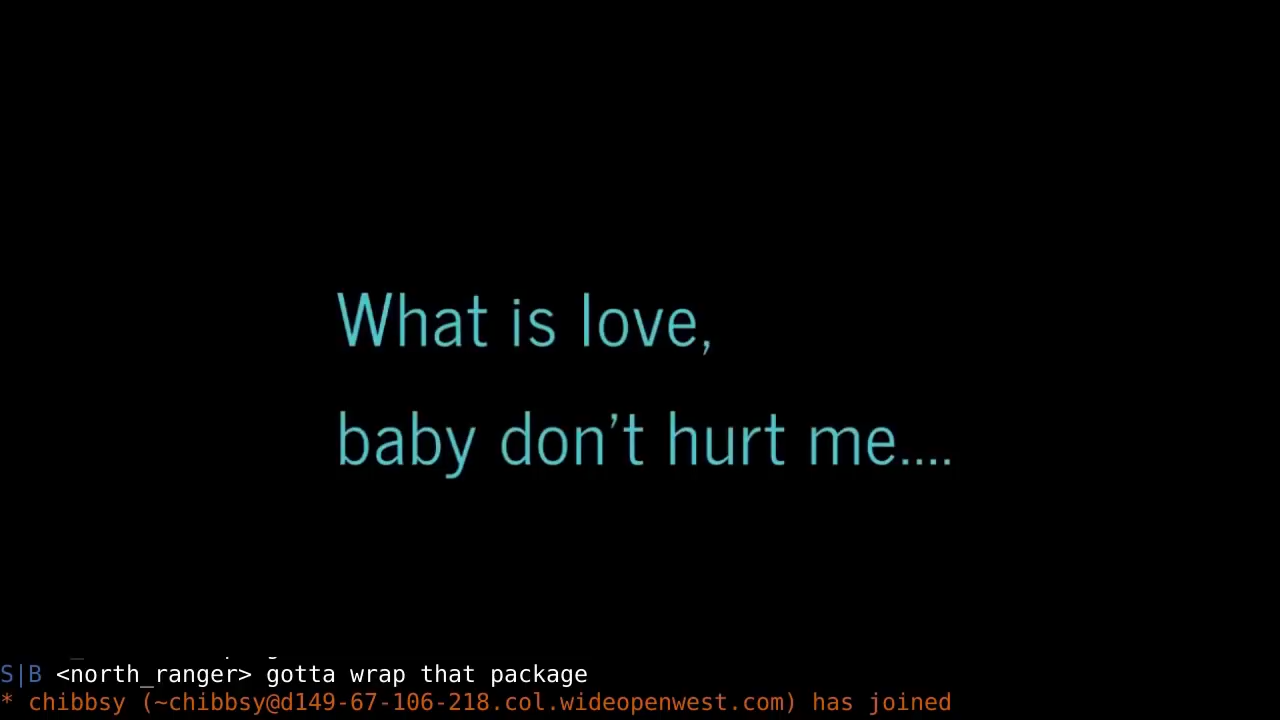 What is love,
baby don't hurt me....
S|B <north_ranger> gotta wrap that package
* chibbsy (~chibbsy@d149-67-106-218.col.wideopenwest.com) has joined